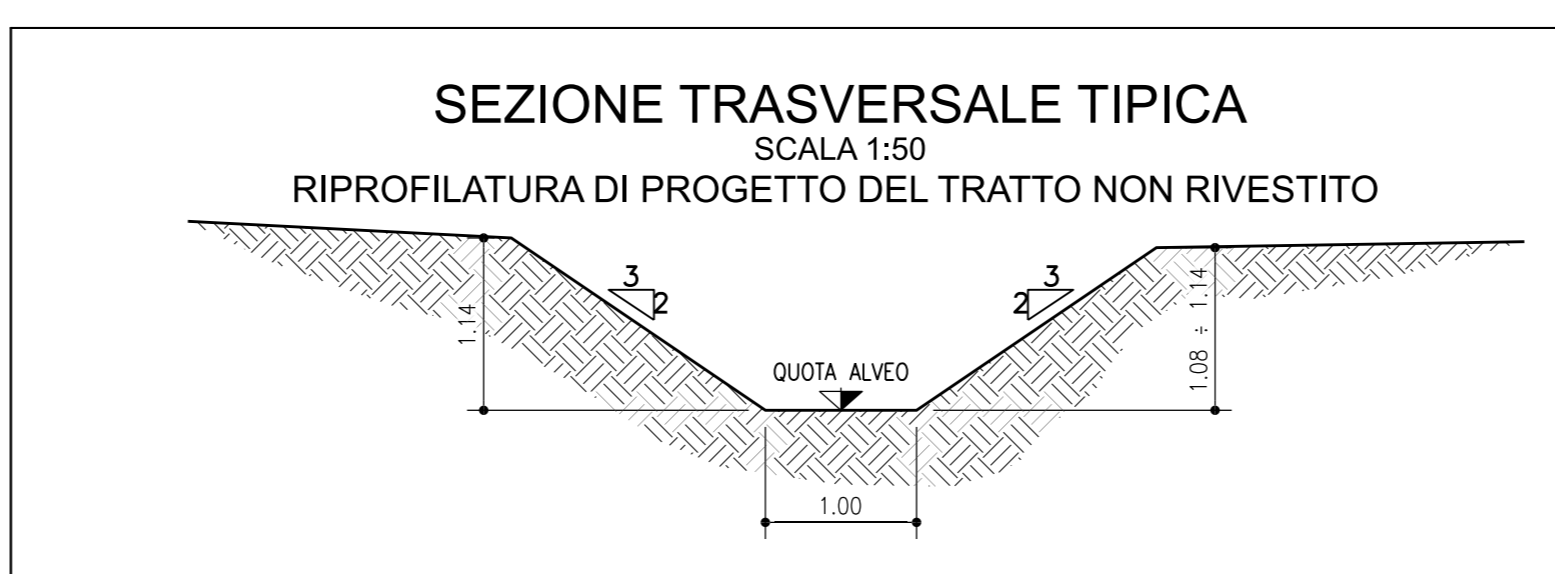 SEZIONE TRASVERSALE TIPICA
SCALA 1:50
RIPROFILATURA DI PROGETTO DEL TRATTO NON RIVESTITO
3
2
3
2
1.14
1.08 ÷ 1.14
QUOTA ALVEO
1.00